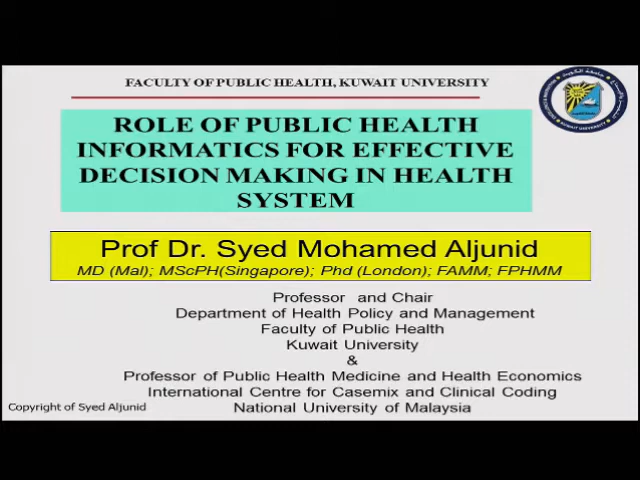 FACULTY OF PUBLIC HEALTH, KUWAIT UNIVERSITY
ROLE OF PUBLIC HEALTH
INFORMATICS FOR EFFECTIVE
DECISION MAKING IN HEALTH
SYSTEM
Prof Dr. Syed Mohamed Aljunid
MD (Mal); MScPH(Singapore); Phd (London); FAMM; FPHMM
Professor and Chair
Department of Health Policy and Management
Faculty of Public Health
Kuwait University
&
Professor of Public Health Medicine and Health Economics
International Centre for Casemix and Clinical Coding
National University of Malaysia
Copyright of Syed Aljunid
KUWAIT UNIVERSITY